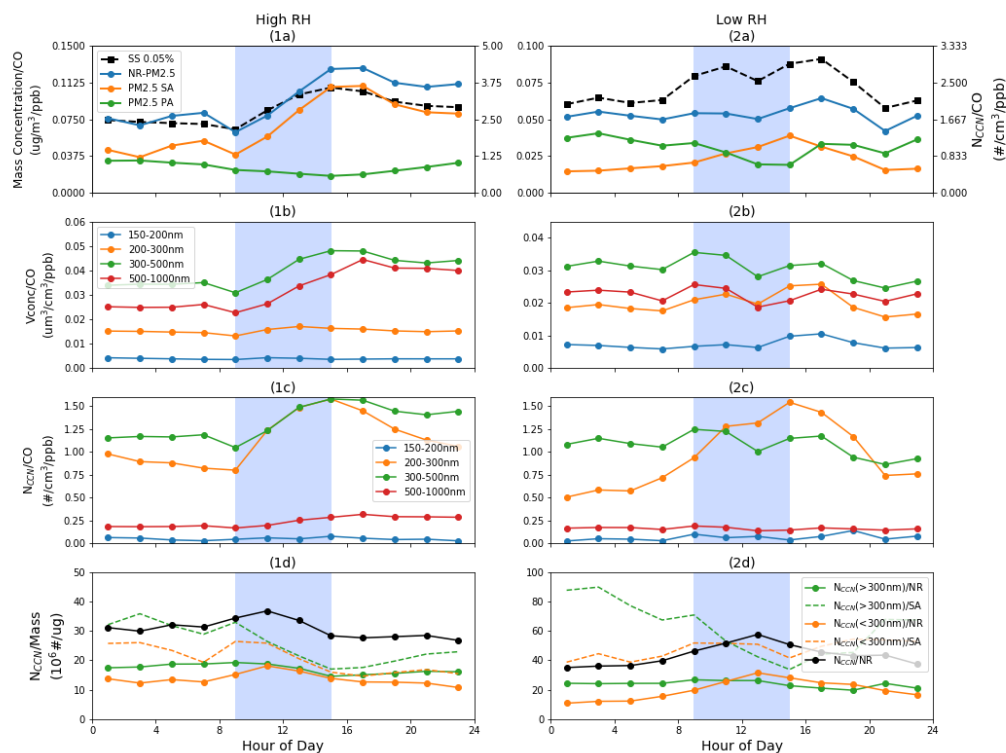 High RH
Low RH
(1a)
(2a)
0.1500
0.1125
0.0750
0.0375
0.0000
5.00
3.75
2.50
1.25
0.00
Mass Concentration/CO
(ug/m³/ppb)
SS 0.05%
NR-PM2.5
PM2.5 SA
PM2.5 PA
0.100
0.075
0.050
0.025
0.000
3.333
2.500
1.667
0.833
0.000
N_CCN/CO
(#/cm³/ppb)
(1b)
(2b)
0.06
0.05
0.04
0.03
0.02
0.01
0.00
Vconc/CO
(um³/cm³/ppb)
150-200nm
200-300nm
300-500nm
500-1000nm
0.04
0.03
0.02
0.01
0.00
(1c)
(2c)
1.50
1.25
1.00
0.75
0.50
0.25
0.00
N_CCN/CO
(#/cm³/ppb)
150-200nm
200-300nm
300-500nm
500-1000nm
1.50
1.25
1.00
0.75
0.50
0.25
0.00
(1d)
(2d)
50
40
30
20
10
0
N_CCN/Mass
(10⁶#/ug)
100
80
60
40
20
0
N_CCN(>300nm)/NR
N_CCN(>300nm)/SA
N_CCN(<300nm)/NR
N_CCN(<300nm)/SA
N_CCN/NR
0 4 8 12 16 20 24
0 4 8 12 16 20 24
Hour of Day
Hour of Day